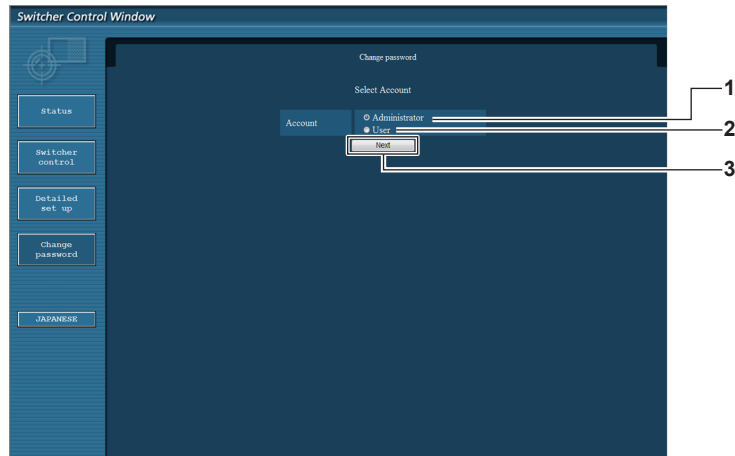 Switcher Control Window
Change password
Select Account
Account
Administrator
User
Next
Status
Switcher
control
Detailed
set up
Change
password
JAPANESE
1
2
3